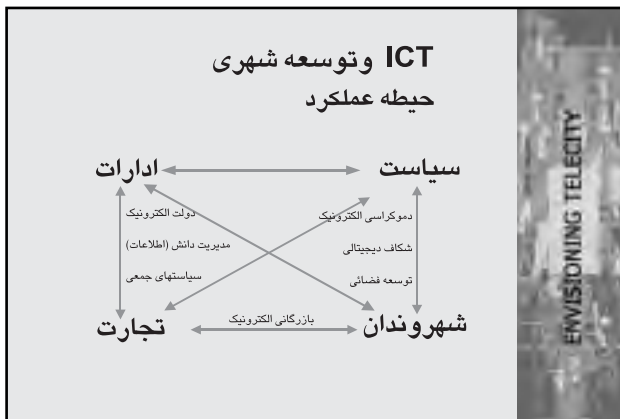 ICT وتوسعه شهری
حیطه عملکرد
سیاست
ادارات
دموکراسی الکترونیک
دولت الکترونیک
شکاف دیجیتالی
مدیریت دانش (اطلاعات)
توسعه فضائی
سیاستهای جمعی
شهروندان
بازرگانی الکترونیک
تجارت
ENVISIONING TELECITY